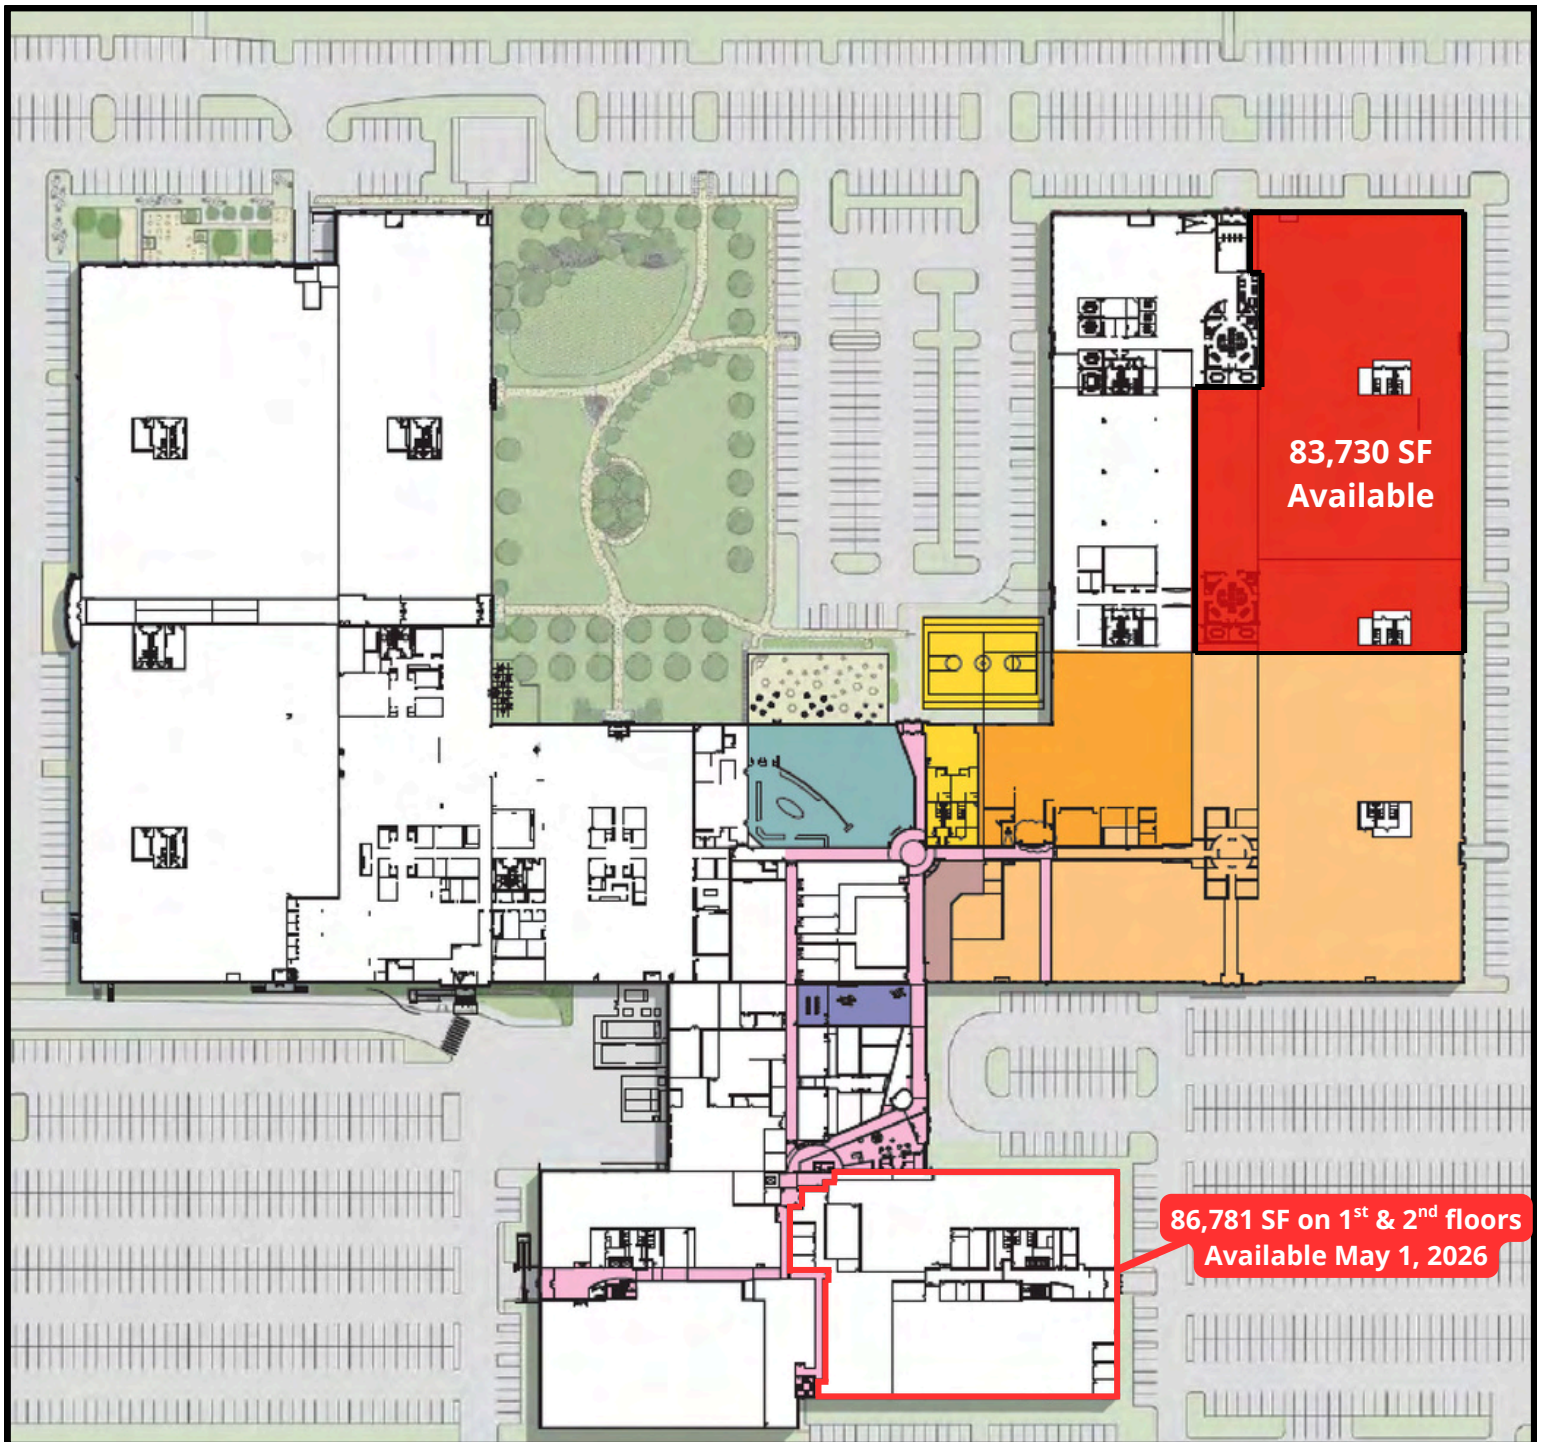 83,730 SF
Available
86,781 SF on 1st & 2nd floors
Available May 1, 2026